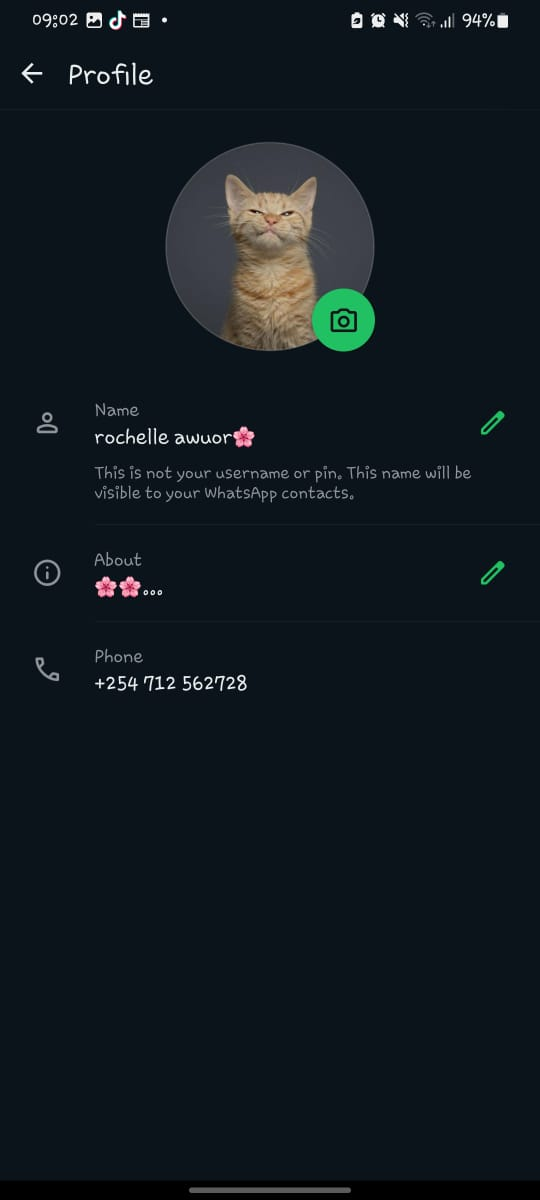 09:02
94%
Profile
Name
rochelle awuor🌸
This is not your username or pin. This name will be
visible to your WhatsApp contacts.
About
🌸🌸...
Phone
+254 712 562728